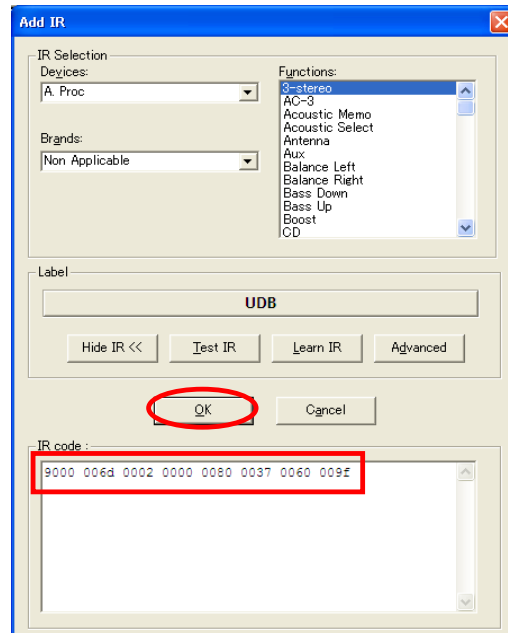 Add IR
IR Selection
Devices:
A. Proc
Brands:
Non Applicable
Functions:
3-stereo
AC-3
Acoustic Memo
Acoustic Select
Antenna
Aux
Balance Left
Balance Right
Bass Down
Bass Up
Boost
CD
Label
UDB
Hide IR << Test IR Learn IR Advanced
OK Cancel
IR code :
9000 006d 0002 0000 0080 0037 0060 009f